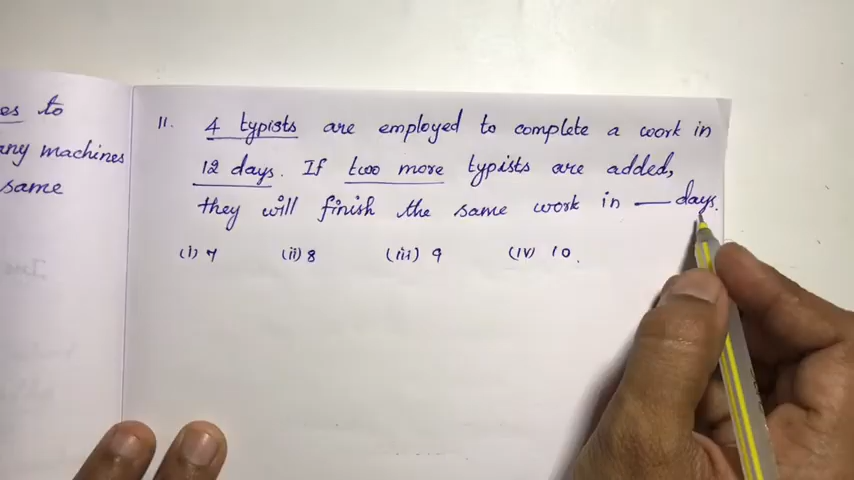 es to
any machines
same
11. 4 typists are employed to complete a work in
12 days. If two more typists are added,
they will finish the same work in — days.
(i) 7 (ii) 8 (iii) 9 (iv) 10.